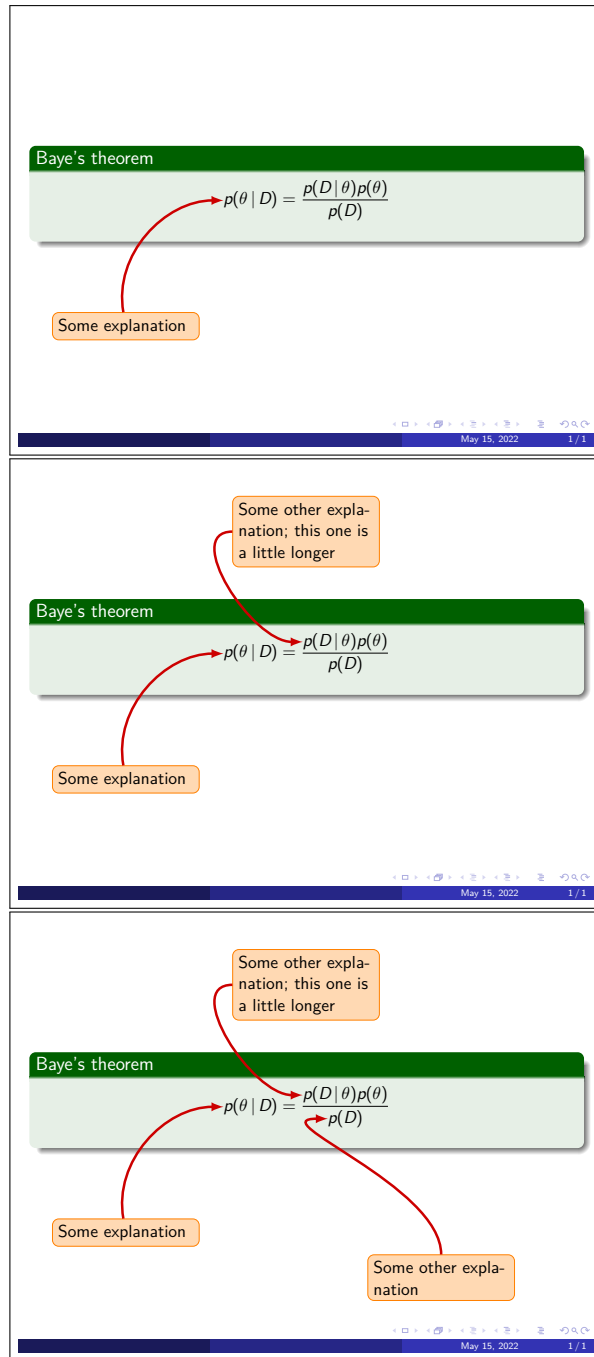 Baye's theorem
p(θ | D) = p(D | θ)p(θ) / p(D)
Some explanation
May 15, 2022 1 / 1
Some other expla-
nation; this one is
a little longer
Baye's theorem
p(θ | D) = p(D | θ)p(θ) / p(D)
Some explanation
May 15, 2022 1 / 1
Some other expla-
nation; this one is
a little longer
Baye's theorem
p(θ | D) = p(D | θ)p(θ) / p(D)
Some explanation
Some other expla-
nation
May 15, 2022 1 / 1